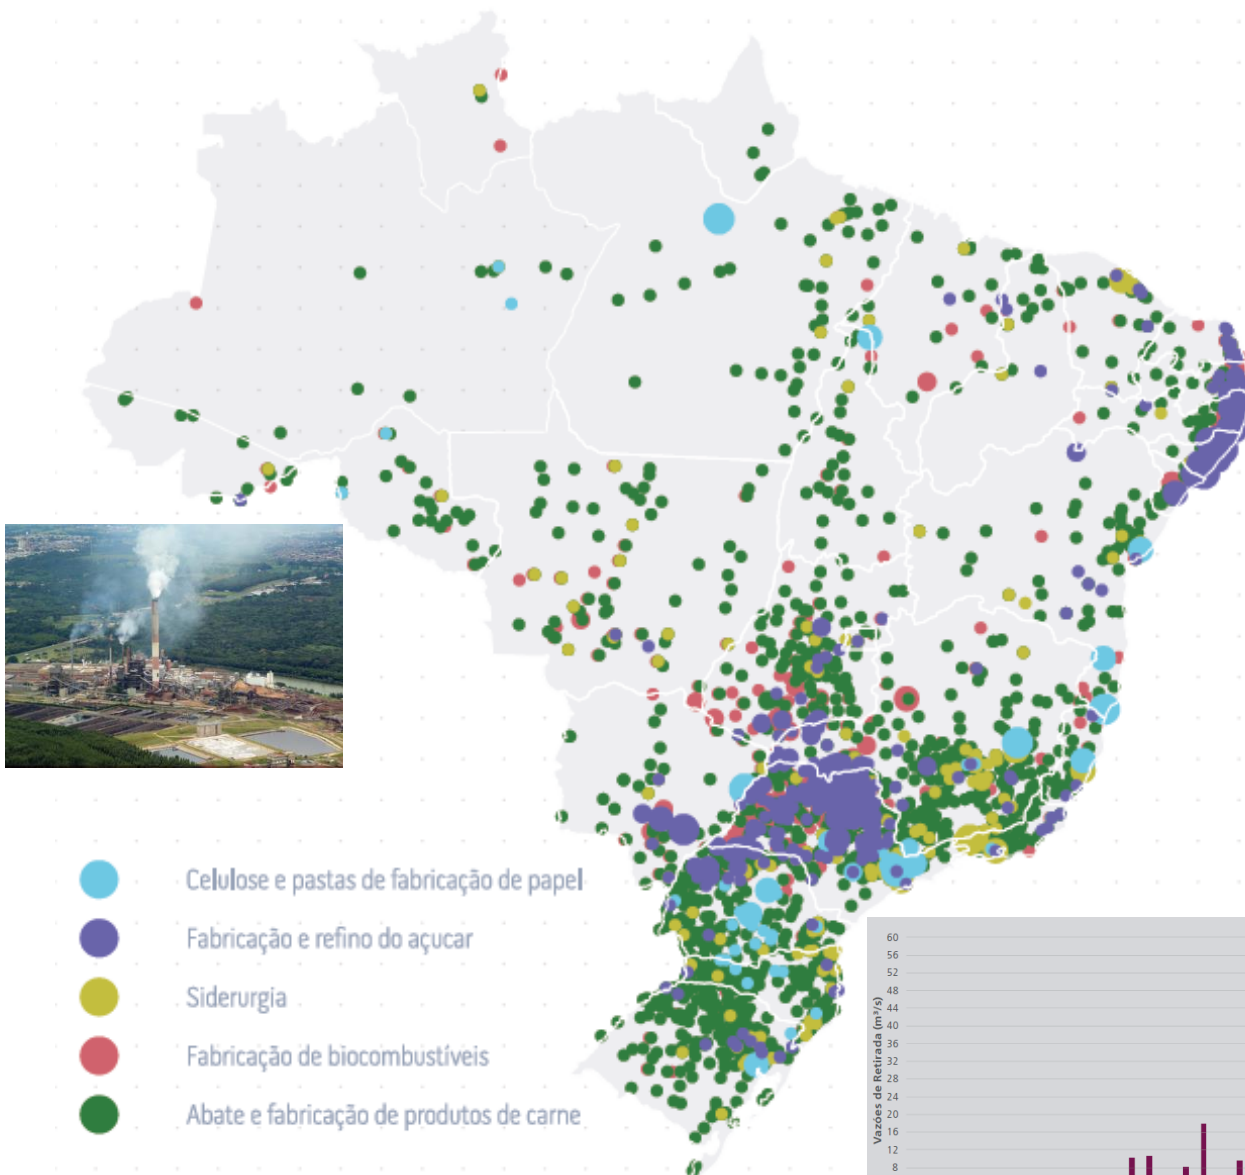 Celulose e pastas de fabricação de papel
Fabricação e refino do açucar
Siderurgia
Fabricação de biocombustíveis
Abate e fabricação de produtos de carne
Vazões de Retirada (m³/s)
60
56
52
48
44
40
36
32
28
24
20
16
12
8